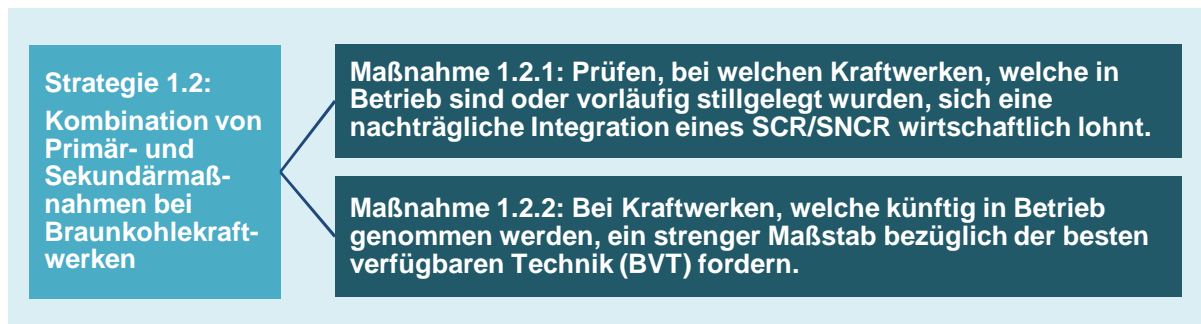 Strategie 1.2:
Kombination von
Primär- und
Sekundärmaß-
nahmen bei
Braunkohlekraft-
werken
Maßnahme 1.2.1: Prüfen, bei welchen Kraftwerken, welche in
Betrieb sind oder vorläufig stillgelegt wurden, sich eine
nachträgliche Integration eines SCR/SNCR wirtschaftlich lohnt.
Maßnahme 1.2.2: Bei Kraftwerken, welche künftig in Betrieb
genommen werden, ein strenger Maßstab bezüglich der besten
verfügbaren Technik (BVT) fordern.